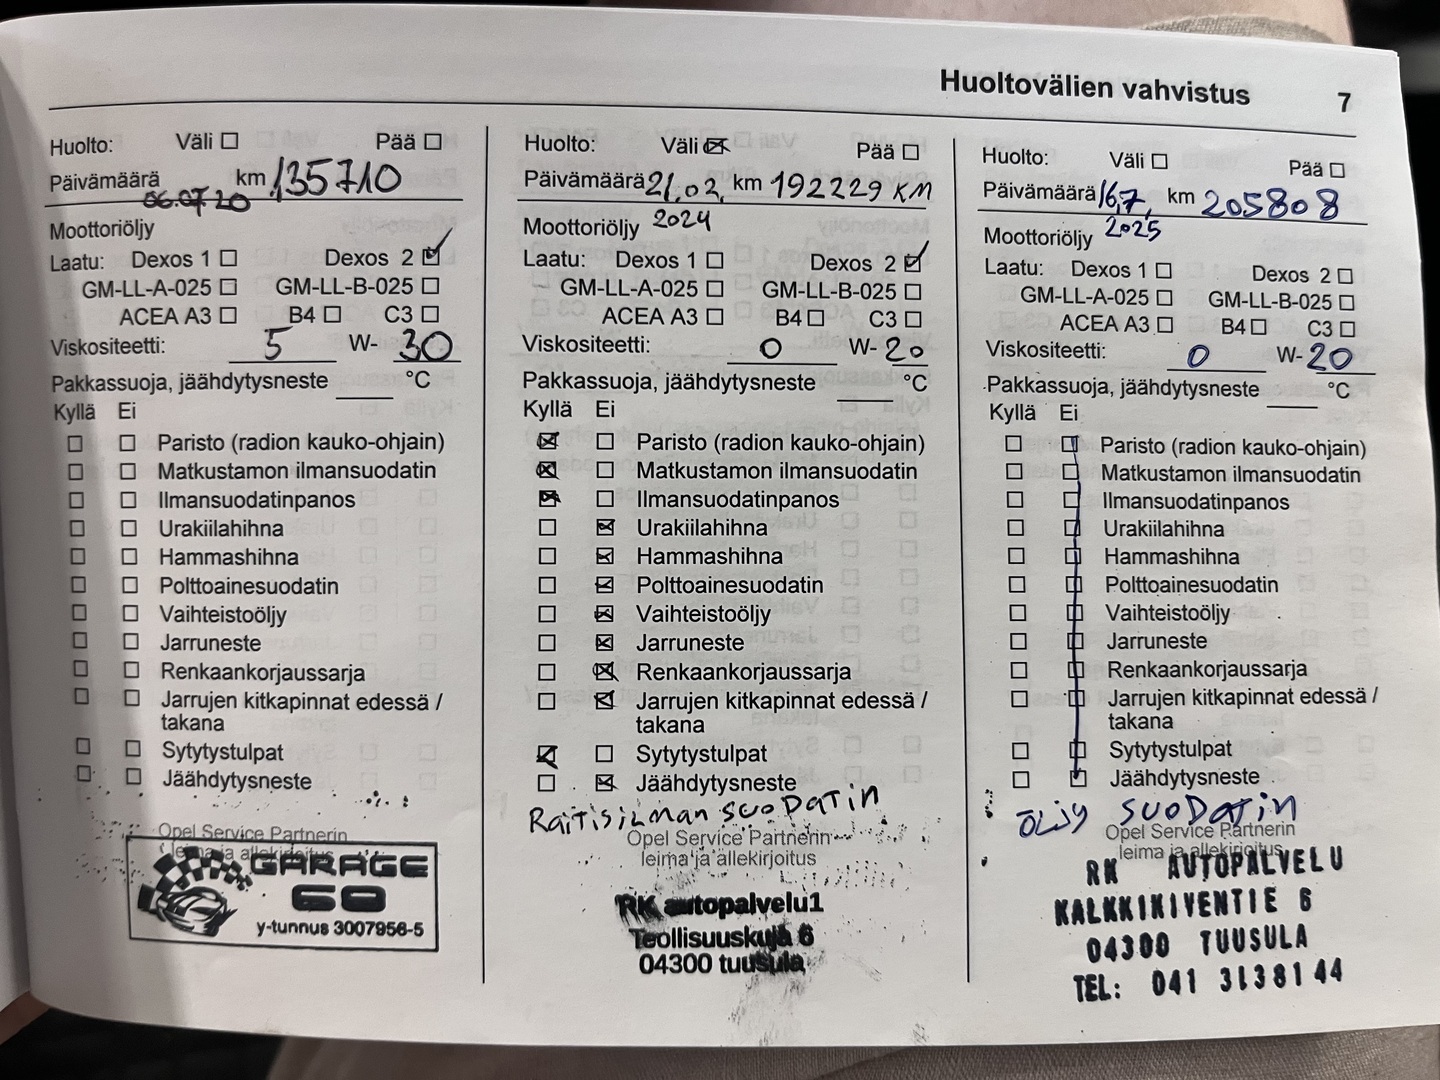 Huoltovälien vahvistus 7
Huolto: Väli ☐ Pää ☐
Päivämäärä 06.07.20 km 135710
Moottoriöljy
Laatu: Dexos 1 ☐ Dexos 2 ☑
GM-LL-A-025 ☐ GM-LL-B-025 ☐
ACEA A3 ☐ B4 ☐ C3 ☐
Viskositeetti: 5 W- 30
Pakkassuoja, jäähdytysneste °C
Kyllä Ei
☐ ☐ Paristo (radion kauko-ohjain)
☐ ☐ Matkustamon ilmansuodatin
☐ ☐ Ilmansuodatinpanos
☐ ☐ Urakiilahihna
☐ ☐ Hammashihna
☐ ☐ Polttoainesuodatin
☐ ☐ Vaihteistoöljy
☐ ☐ Jarruneste
☐ ☐ Renkaankorjaussarja
☐ ☐ Jarrujen kitkapinnat edessä /
takana
☐ ☐ Sytytystulpat
☐ ☐ Jäähdytysneste
Opel Service Partnerin
leima ja allekirjoitus
GARAGE
60
y-tunnus 3007956-5
Huolto: Väli ☒ Pää ☐
Päivämäärä 21.02. km 192229 KM
2024
Moottoriöljy
Laatu: Dexos 1 ☐ Dexos 2 ☑
GM-LL-A-025 ☐ GM-LL-B-025 ☐
ACEA A3 ☐ B4 ☐ C3 ☐
Viskositeetti: 0 W- 20
Pakkassuoja, jäähdytysneste °C
Kyllä Ei
☒ ☐ Paristo (radion kauko-ohjain)
☒ ☐ Matkustamon ilmansuodatin
☒ ☐ Ilmansuodatinpanos
☐ ☒ Urakiilahihna
☐ ☒ Hammashihna
☐ ☒ Polttoainesuodatin
☐ ☒ Vaihteistoöljy
☐ ☒ Jarruneste
☐ ☒ Renkaankorjaussarja
☐ ☒ Jarrujen kitkapinnat edessä /
takana
☒ ☐ Sytytystulpat
☐ ☒ Jäähdytysneste
Raitisilman suodatin
Opel Service Partnerin
leima ja allekirjoitus
RK autopalvelu1
Teollisuuskuja 6
04300 tuusula
Huolto: Väli ☐ Pää ☐
Päivämäärä 16.7. km 205808
2025
Moottoriöljy
Laatu: Dexos 1 ☐ Dexos 2 ☐
GM-LL-A-025 ☐ GM-LL-B-025 ☐
ACEA A3 ☐ B4 ☐ C3 ☐
Viskositeetti: 0 W- 20
Pakkassuoja, jäähdytysneste °C
Kyllä Ei
☐ ☐ Paristo (radion kauko-ohjain)
☐ ☐ Matkustamon ilmansuodatin
☐ ☐ Ilmansuodatinpanos
☐ ☐ Urakiilahihna
☐ ☐ Hammashihna
☐ ☐ Polttoainesuodatin
☐ ☐ Vaihteistoöljy
☐ ☐ Jarruneste
☐ ☐ Renkaankorjaussarja
☐ ☐ Jarrujen kitkapinnat edessä /
takana
☐ ☐ Sytytystulpat
☐ ☐ Jäähdytysneste
ÖLJY SUODATIN
Opel Service Partnerin
leima ja allekirjoitus
RK AUTOPALVELU
KALKKIKIVENTIE 6
04300 TUUSULA
TEL: 041 3138144